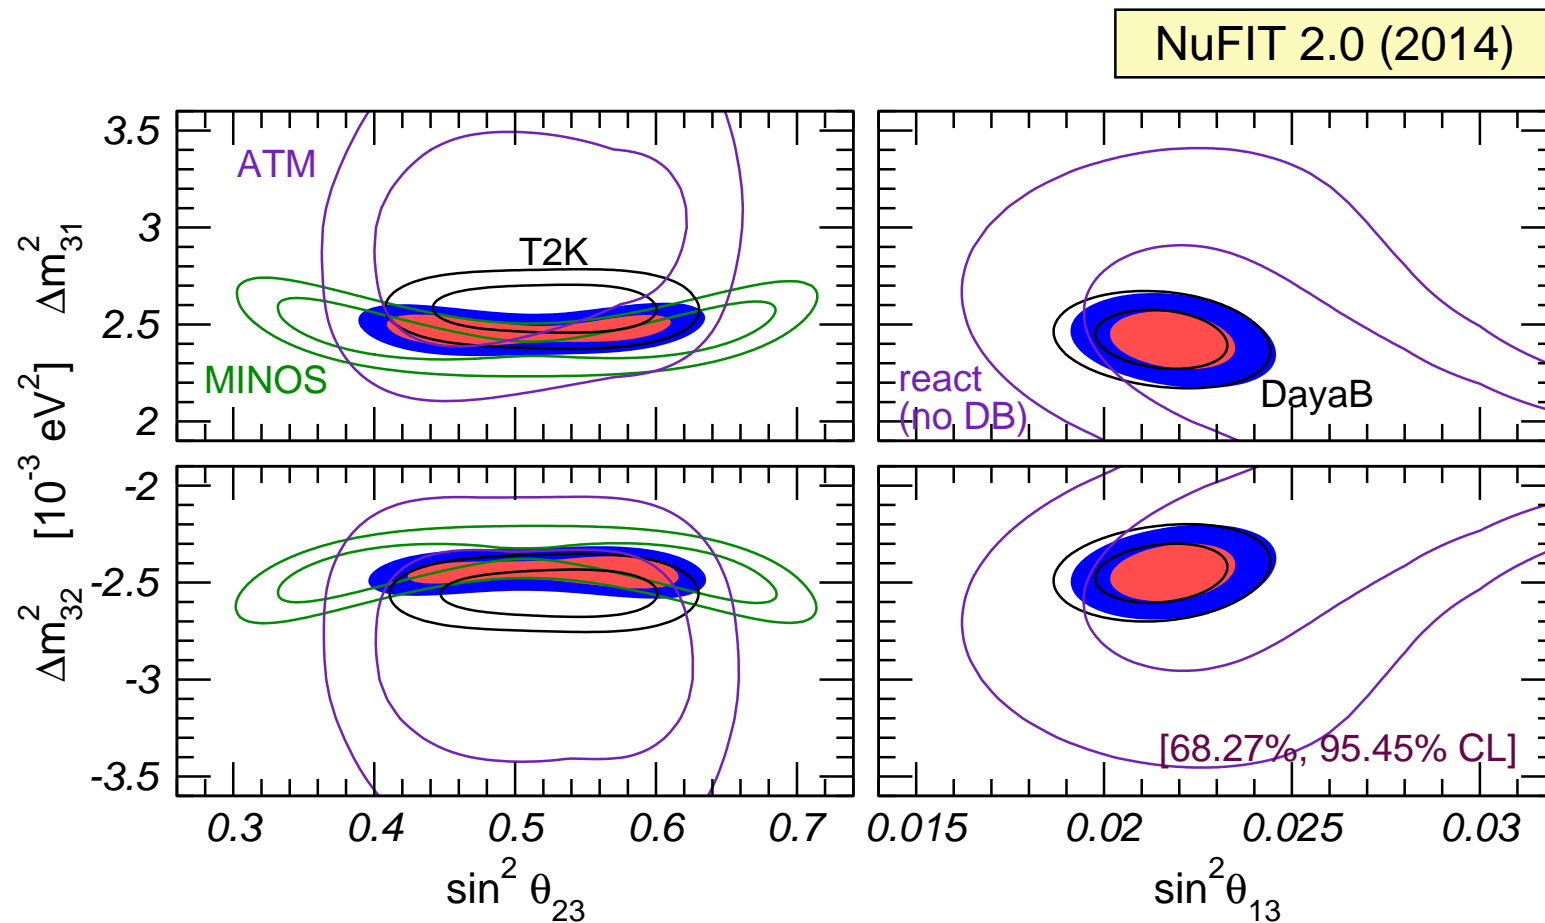 NuFIT 2.0 (2014)
3.5
3
2.5
2
Δm²₃₁
ATM
T2K
MINOS
react
(no DB)
DayaB
[10⁻³ eV²]
-2
-2.5
-3
-3.5
Δm²₃₂
[68.27%, 95.45% CL]
0.3 0.4 0.5 0.6 0.7
0.015 0.02 0.025 0.03
sin² θ₂₃
sin²θ₁₃